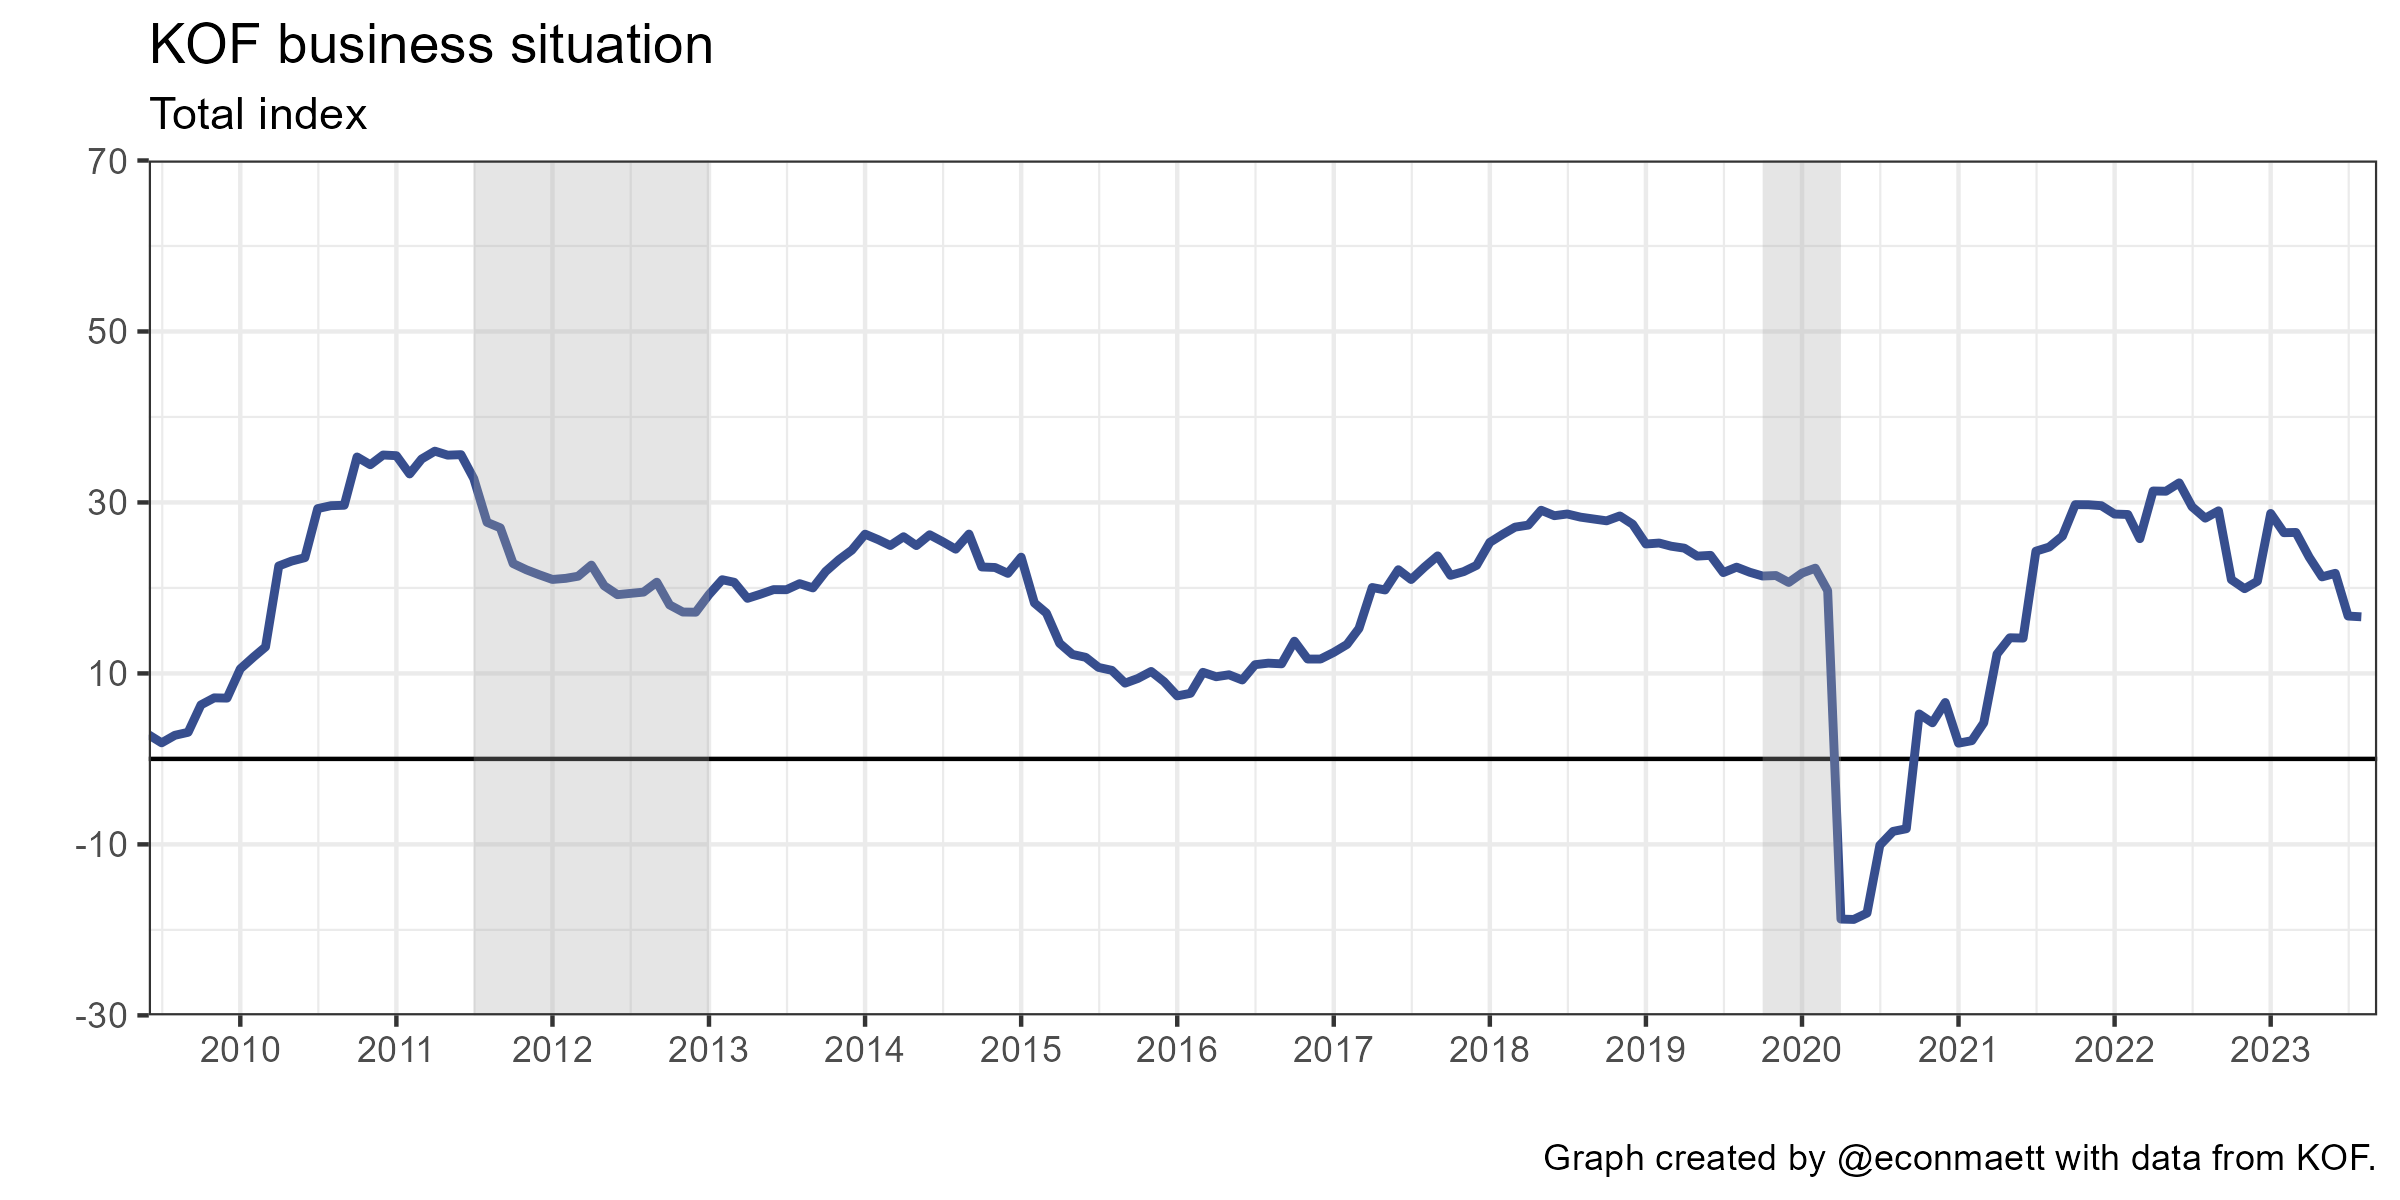 KOF business situation
Total index
70
50
30
10
-10
-30
2010 2011 2012 2013 2014 2015 2016 2017 2018 2019 2020 2021 2022 2023
Graph created by @econmaett with data from KOF.